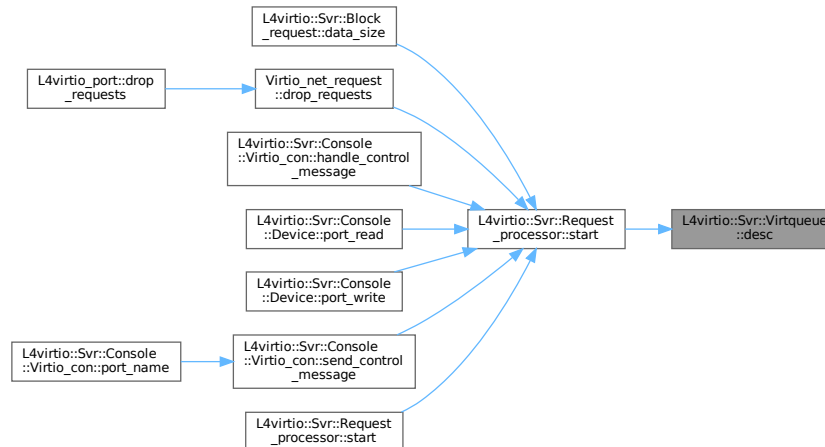 L4virtio::Svr::Block
_request::data_size
L4virtio_port::drop
_requests
Virtio_net_request
::drop_requests
L4virtio::Svr::Console
::Virtio_con::handle_control
_message
L4virtio::Svr::Console
::Device::port_read
L4virtio::Svr::Request
_processor::start
L4virtio::Svr::Virtqueue
::desc
L4virtio::Svr::Console
::Device::port_write
L4virtio::Svr::Console
::Virtio_con::port_name
L4virtio::Svr::Console
::Virtio_con::send_control
_message
L4virtio::Svr::Request
_processor::start